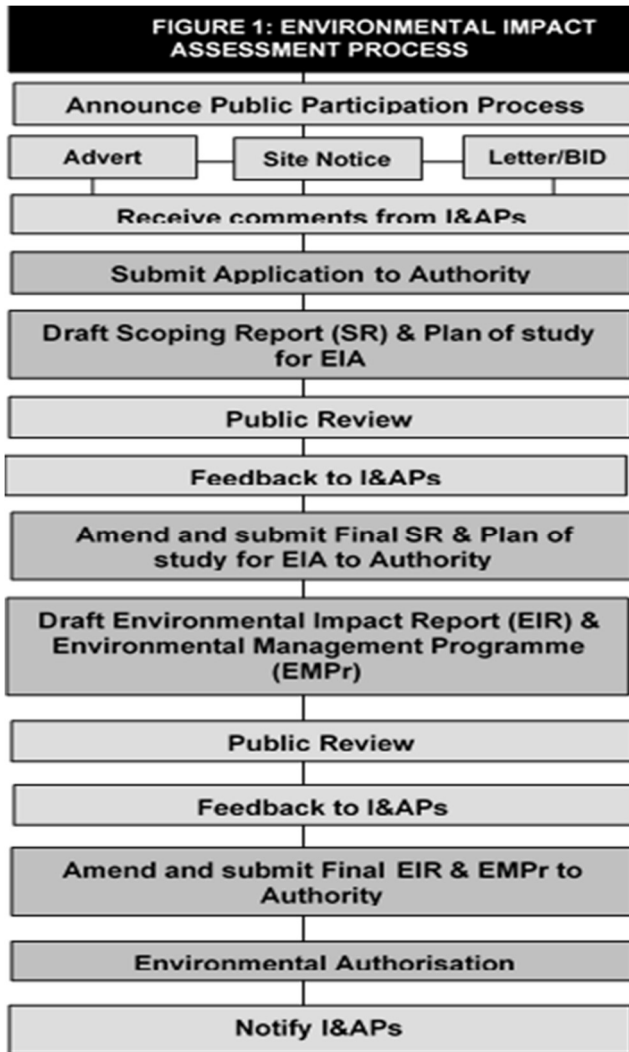 FIGURE 1: ENVIRONMENTAL IMPACT
ASSESSMENT PROCESS
Announce Public Participation Process
Advert
Site Notice
Letter/BID
Receive comments from I&APs
Submit Application to Authority
Draft Scoping Report (SR) & Plan of study
for EIA
Public Review
Feedback to I&APs
Amend and submit Final SR & Plan of
study for EIA to Authority
Draft Environmental Impact Report (EIR) &
Environmental Management Programme
(EMPr)
Public Review
Feedback to I&APs
Amend and submit Final EIR & EMPr to
Authority
Environmental Authorisation
Notify I&APs